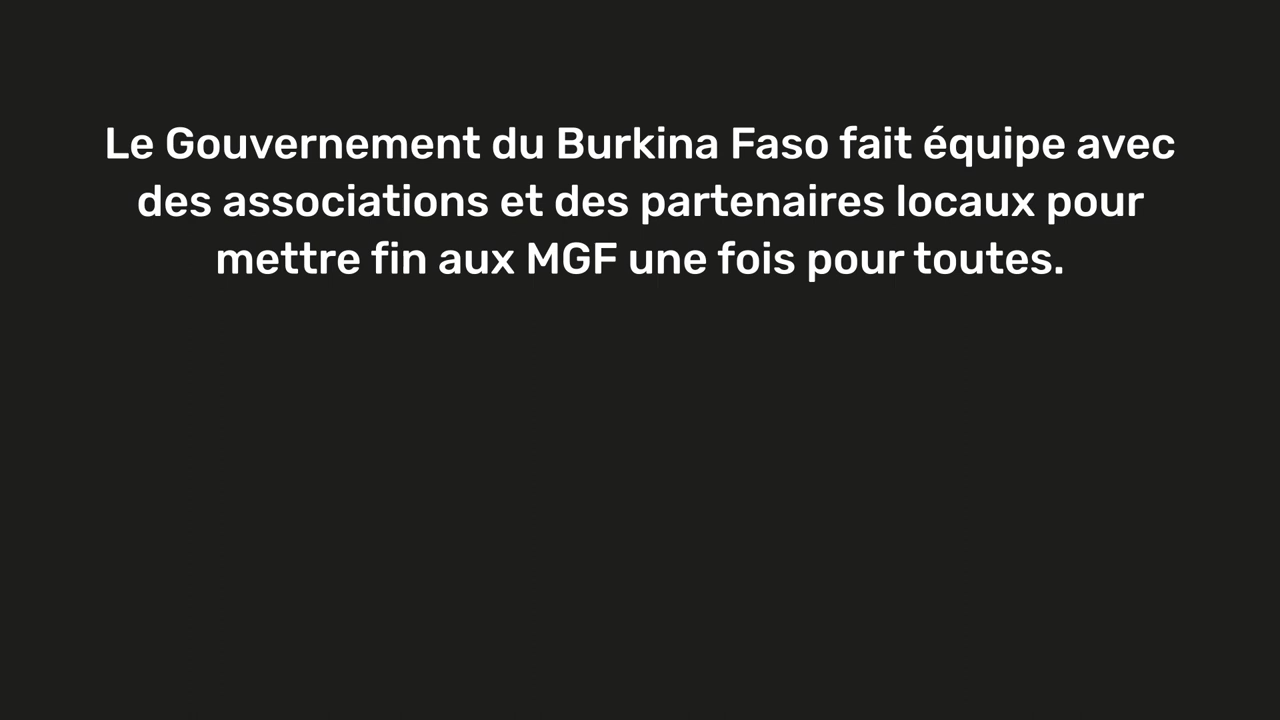 Le Gouvernement du Burkina Faso fait équipe avec
des associations et des partenaires locaux pour
mettre fin aux MGF une fois pour toutes.